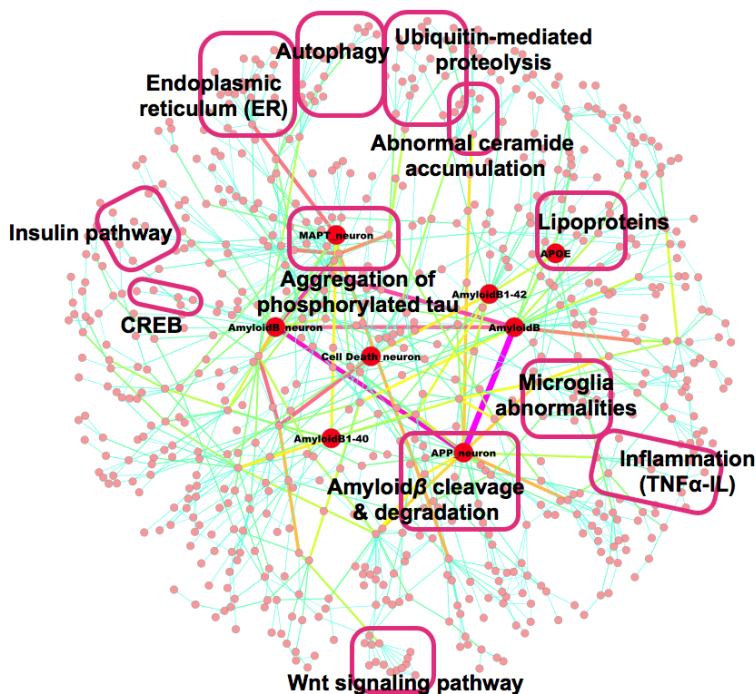 Ubiquitin-mediated
proteolysis
Autophagy
Endoplasmic
reticulum (ER)
Abnormal ceramide
accumulation
Insulin pathway
Lipoproteins
MAPT_neuron
APOE
Aggregation of
phosphorylated tau
AmyloidB1-42
CREB
AmyloidB_neuron
AmyloidB
Cell Death_neuron
Microglia
abnormalities
AmyloidB1-40
APP_neuron
Inflammation
(TNFα-IL)
Amyloidβ cleavage
& degradation
Wnt signaling pathway